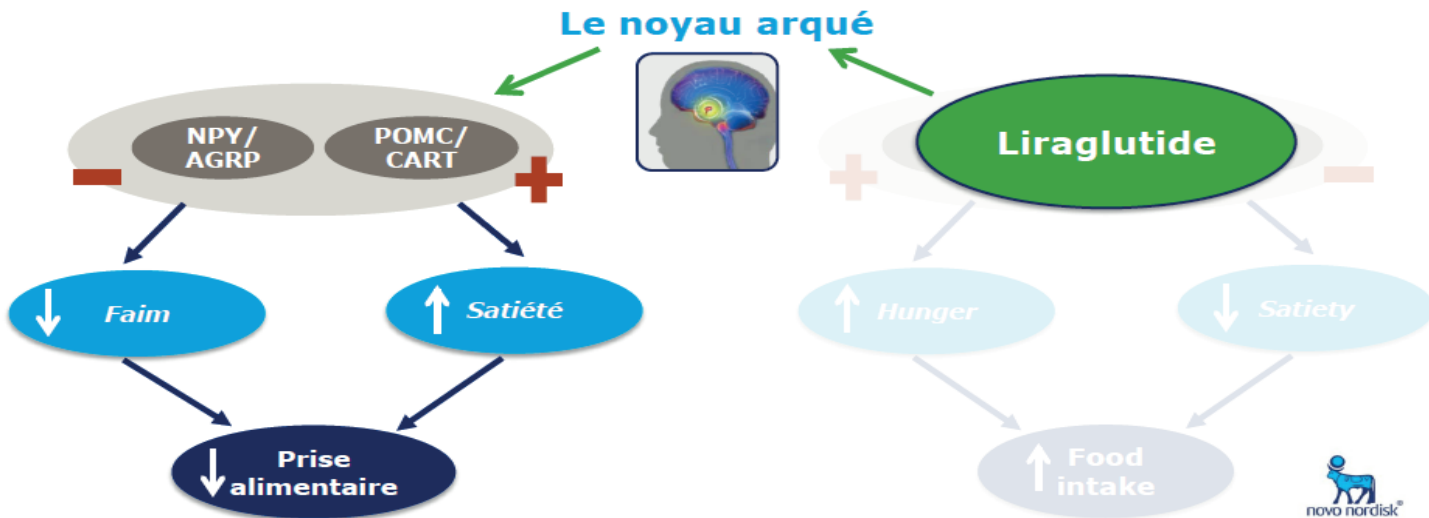 Le noyau arqué
NPY/
AGRP
POMC/
CART
Liraglutide
Faim
Satiété
Hunger
Satiety
Prise
alimentaire
Food
intake
novo nordisk®